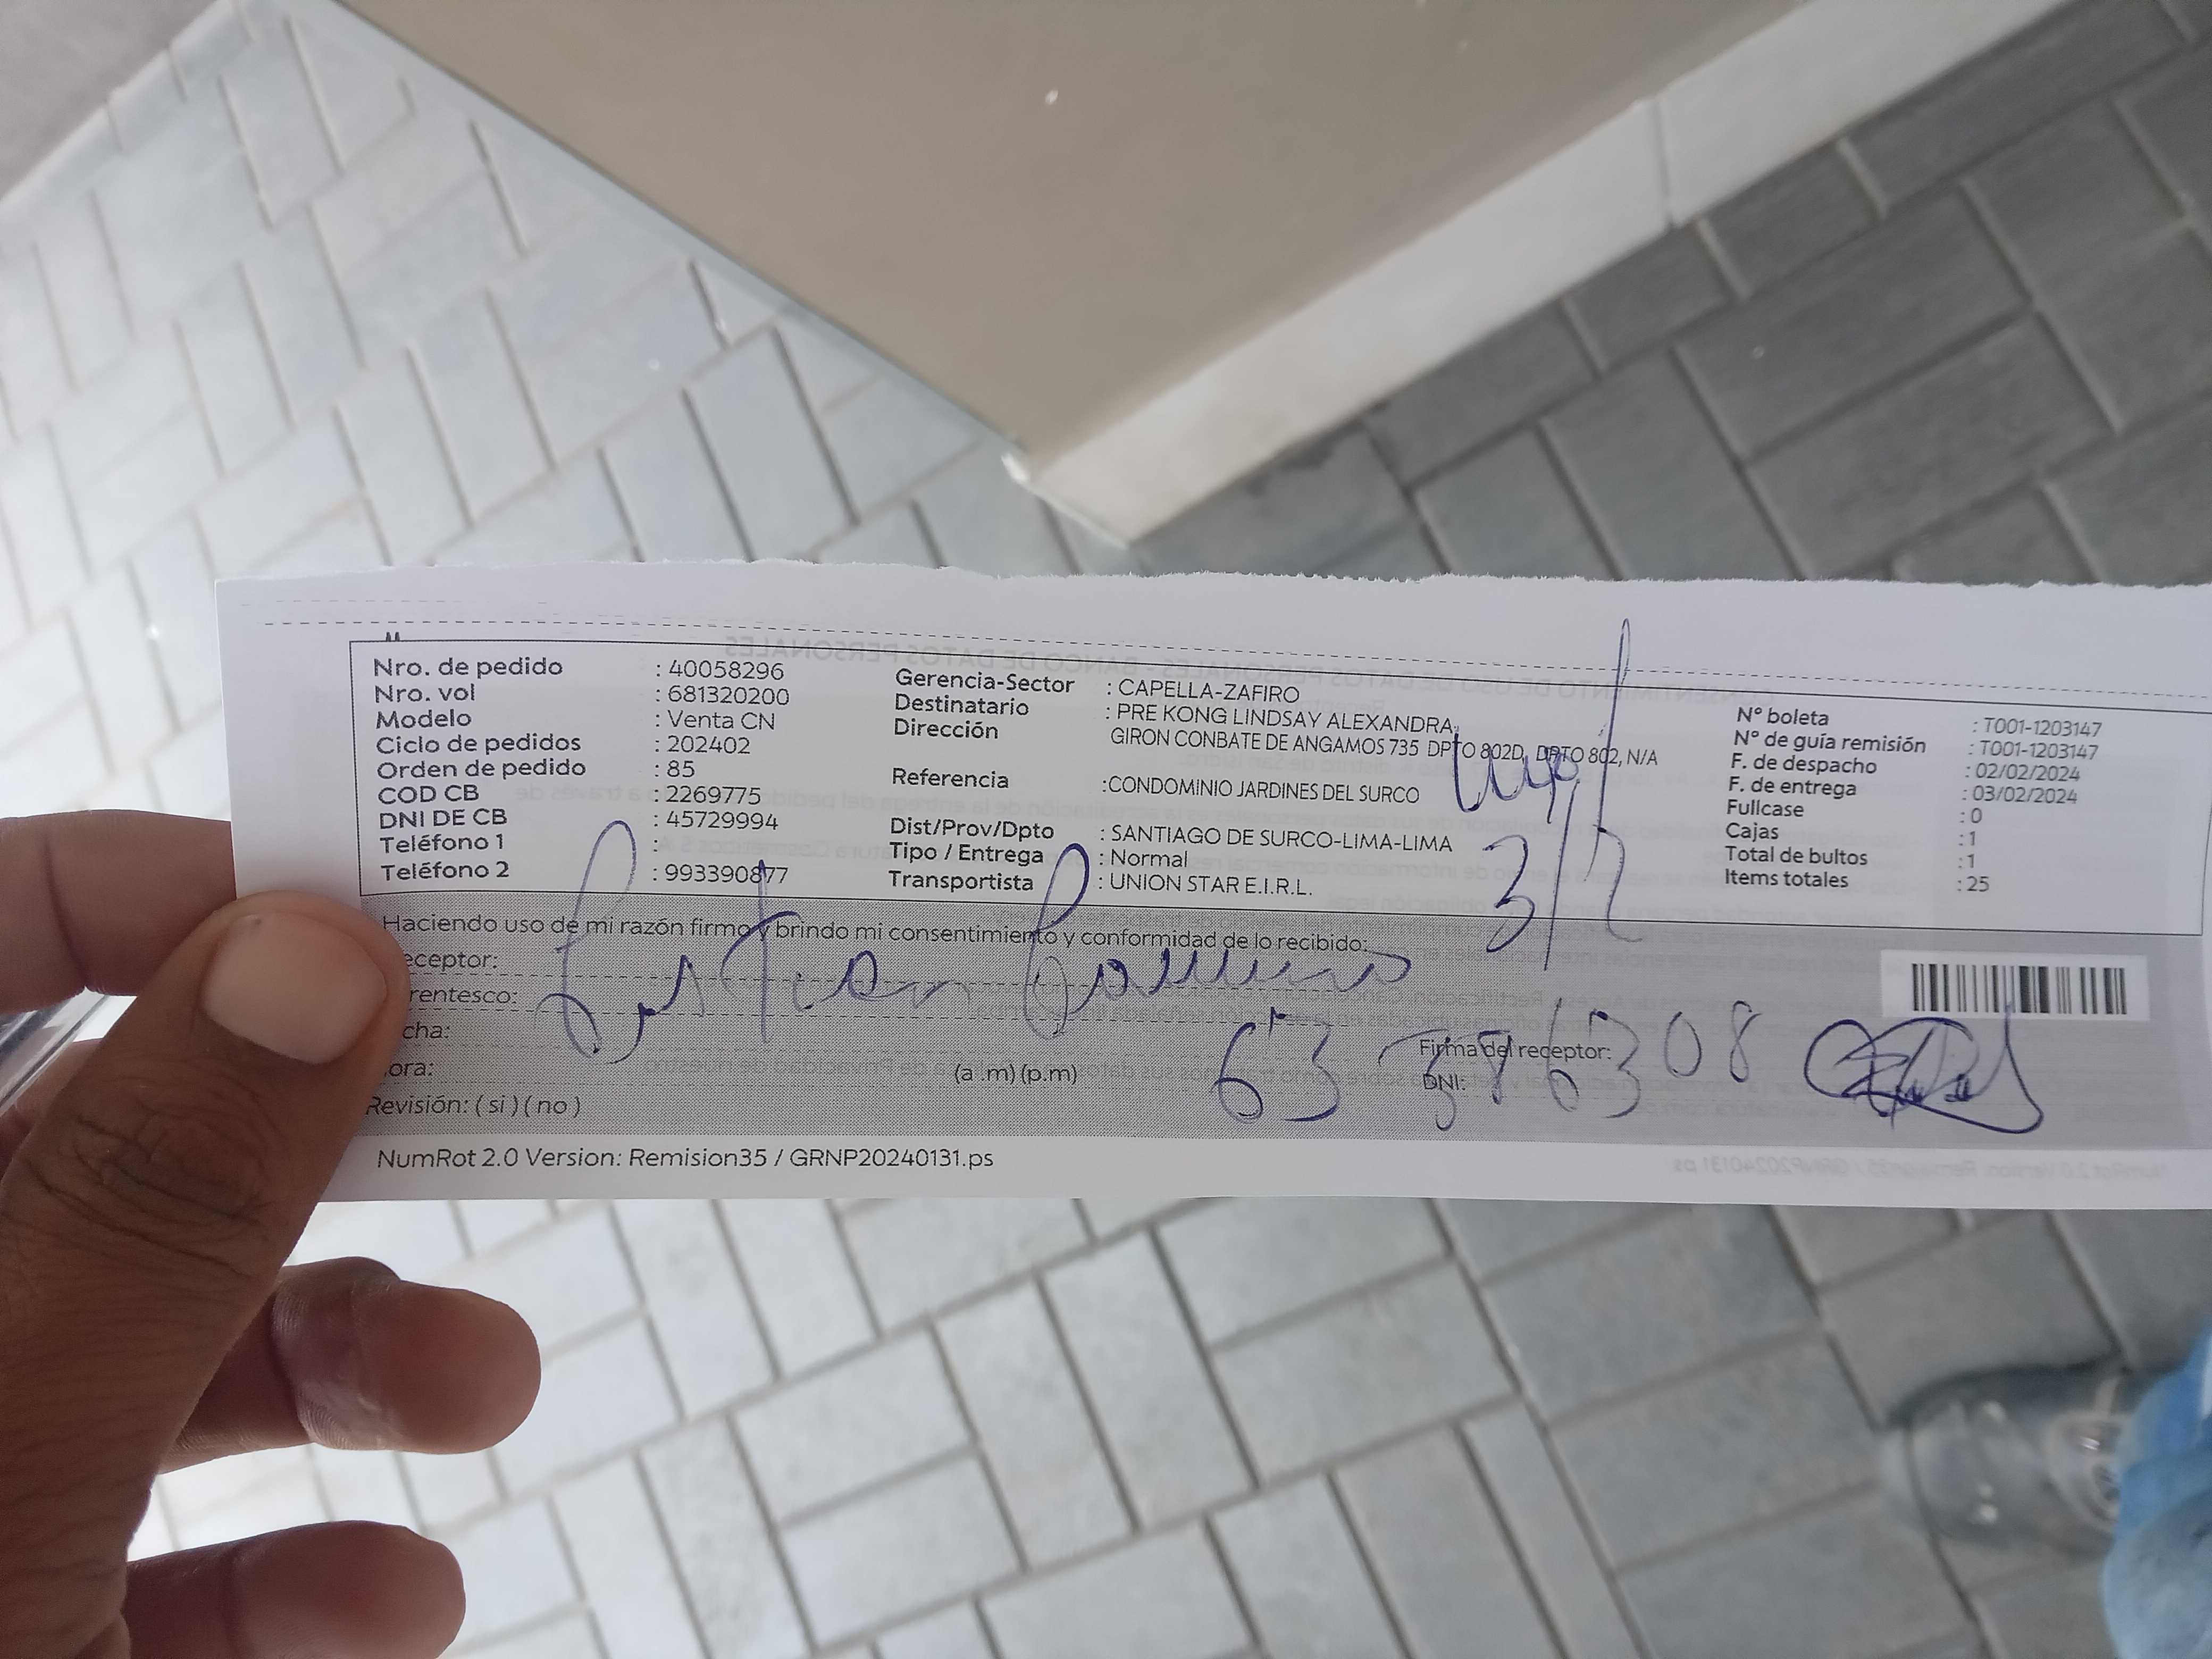 Nro. de pedido : 40058296
Nro. vol : 681320200
Modelo : Venta CN
Ciclo de pedidos : 202402
Orden de pedido : 85
COD CB : 2269775
DNI DE CB : 45729994
Teléfono 1 :
Teléfono 2 : 993390877
Gerencia-Sector : CAPELLA-ZAFIRO
Destinatario : PRE KONG LINDSAY ALEXANDRA,
Dirección GIRON CONBATE DE ANGAMOS 735 DPTO 802D, DPTO 802, N/A
Referencia :CONDOMINIO JARDINES DEL SURCO
Dist/Prov/Dpto : SANTIAGO DE SURCO-LIMA-LIMA
Tipo / Entrega : Normal
Transportista : UNION STAR E.I.R.L.
N° boleta : T001-1203147
N° de guía remisión : T001-1203147
F. de despacho : 02/02/2024
F. de entrega : 03/02/2024
Fullcase : 0
Cajas : 1
Total de bultos : 1
Items totales : 25
3/2
Haciendo uso de mi razón firmo y brindo mi consentimiento y conformidad de lo recibido:
eceptor:
rentesco:
cha:
ora: (a .m) (p.m)
Revisión: ( si ) ( no )
Firma del receptor:
DNI:
NumRot 2.0 Version: Remision35 / GRNP20240131.ps